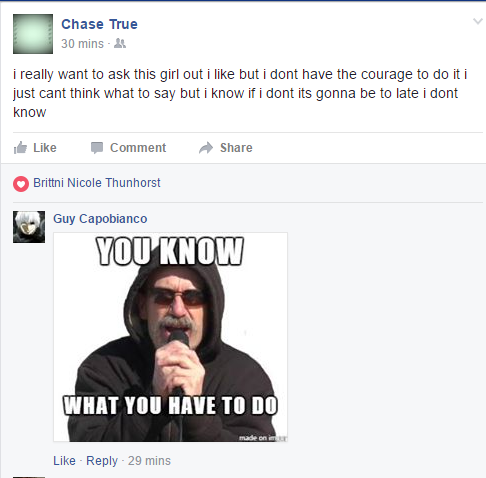 Chase True
30 mins ·
i really want to ask this girl out i like but i dont have the courage to do it i
just cant think what to say but i know if i dont its gonna be to late i dont
know
Like Comment Share
Brittni Nicole Thunhorst
Guy Capobianco
YOU KNOW
WHAT YOU HAVE TO DO
made on imgur
Like · Reply · 29 mins